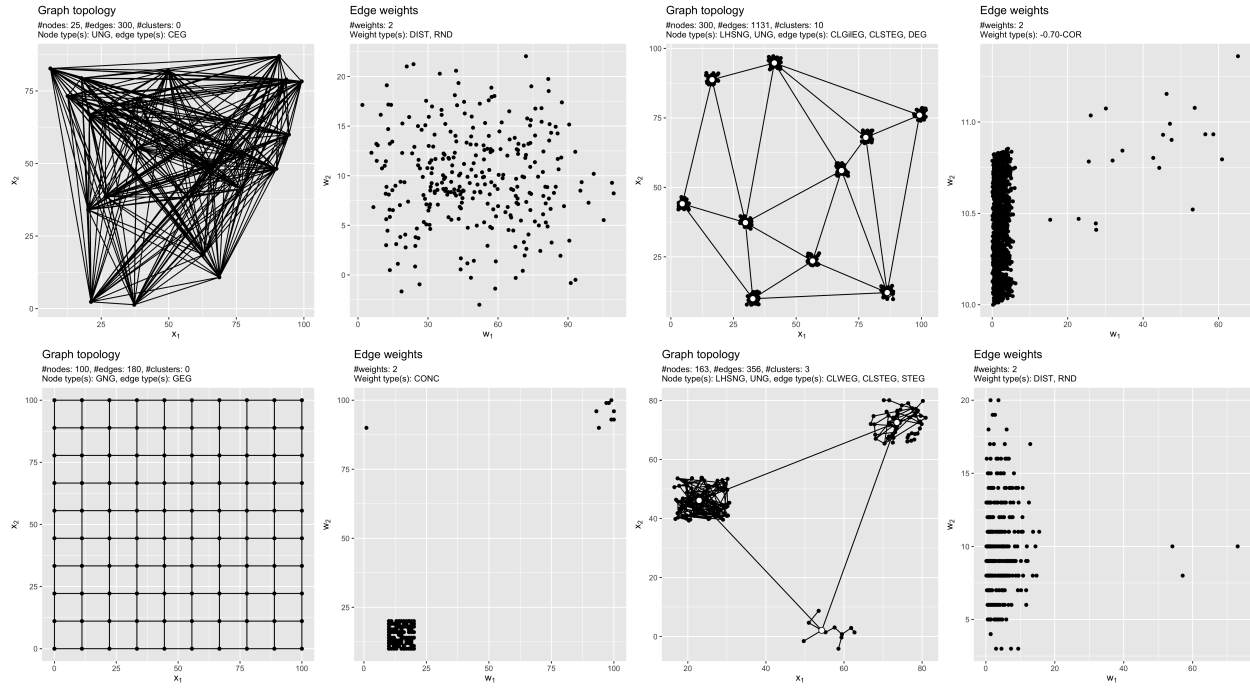 Graph topology
#nodes: 25, #edges: 300, #clusters: 0
Node type(s): UNG, edge type(s): CEG
75
50
25
0
25
50
75
100
x2
x1
Edge weights
#weights: 2
Weight type(s): DIST, RND
20
15
10
5
0
0
30
60
90
w2
w1
Graph topology
#nodes: 300, #edges: 1131, #clusters: 10
Node type(s): LHSNG, UNG, edge type(s): CLGilEG, CLSTEG, DEG
100
75
50
25
0
25
50
75
100
x2
x1
Edge weights
#weights: 2
Weight type(s): -0.70-COR
11.0
10.5
10.0
0
20
40
60
w2
w1
Graph topology
#nodes: 100, #edges: 180, #clusters: 0
Node type(s): GNG, edge type(s): GEG
100
75
50
25
0
0
25
50
75
100
x2
x1
Edge weights
#weights: 2
Weight type(s): CONC
100
75
50
25
0
25
50
75
100
w2
w1
Graph topology
#nodes: 163, #edges: 356, #clusters: 3
Node type(s): LHSNG, UNG, edge type(s): CLWEG, CLSTEG, STEG
80
60
40
20
0
20
40
60
80
x2
x1
Edge weights
#weights: 2
Weight type(s): DIST, RND
20
15
10
5
0
20
40
60
w2
w1